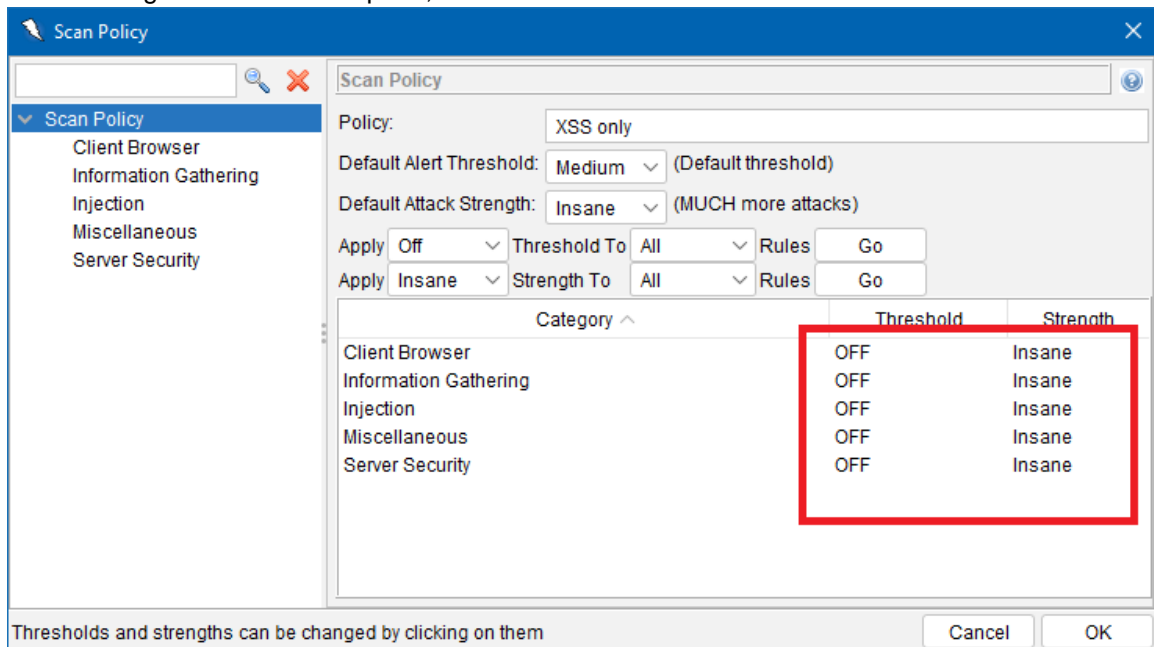 Scan Policy
Scan Policy
Scan Policy
Client Browser
Information Gathering
Injection
Miscellaneous
Server Security
Policy: XSS only
Default Alert Threshold: Medium (Default threshold)
Default Attack Strength: Insane (MUCH more attacks)
Apply Off Threshold To All Rules Go
Apply Insane Strength To All Rules Go
Category Threshold Strength
Client Browser OFF Insane
Information Gathering OFF Insane
Injection OFF Insane
Miscellaneous OFF Insane
Server Security OFF Insane
Thresholds and strengths can be changed by clicking on them Cancel OK